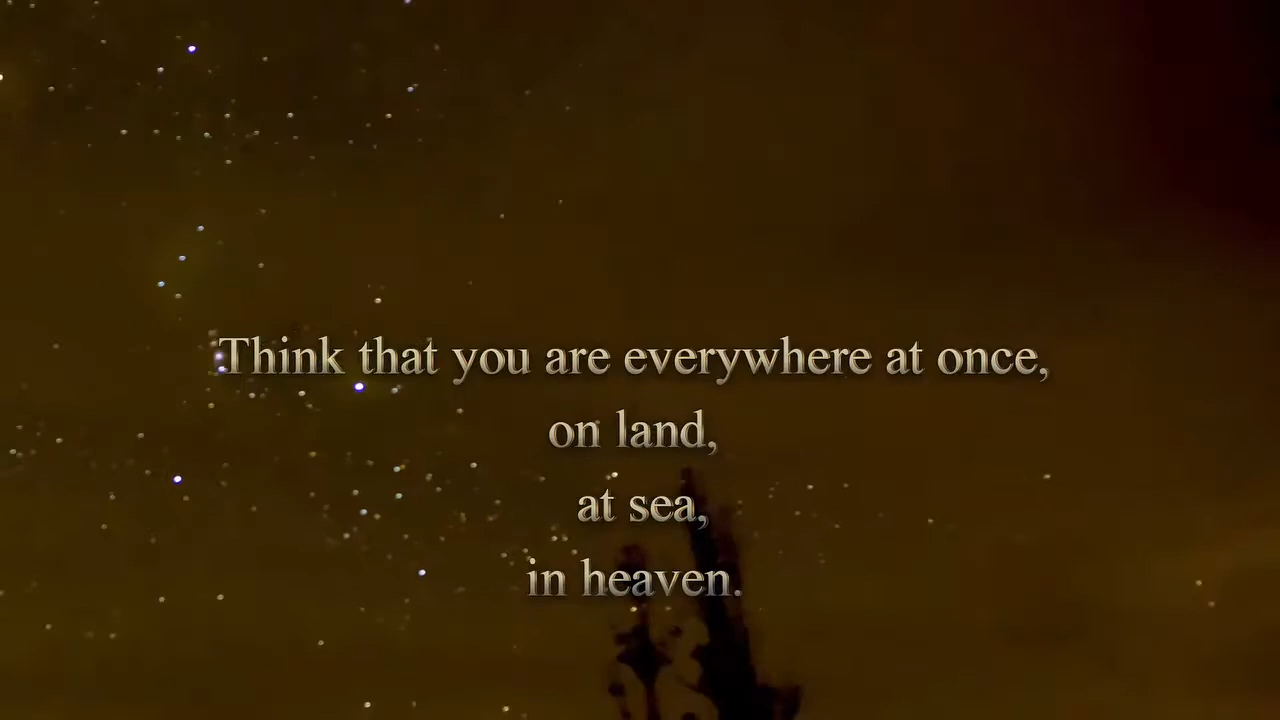 Think that you are everywhere at once,
on land,
at sea,
in heaven.